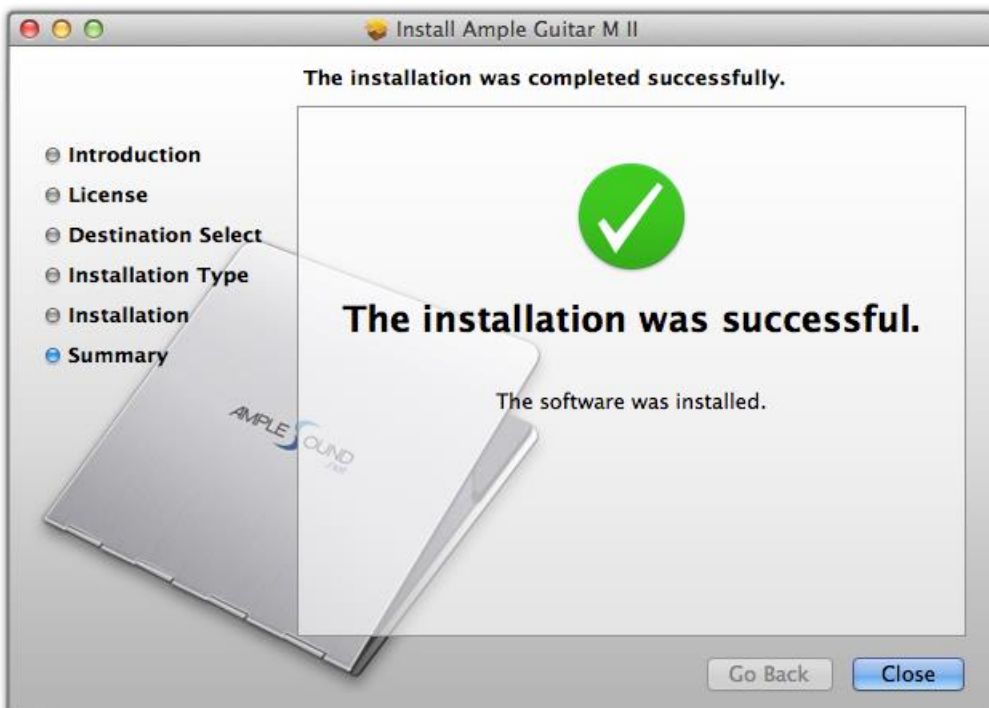 Install Ample Guitar M II
The installation was completed successfully.
Introduction
License
Destination Select
Installation Type
Installation
Summary
The installation was successful.
The software was installed.
AMPLE SOUND
.net
Go Back
Close